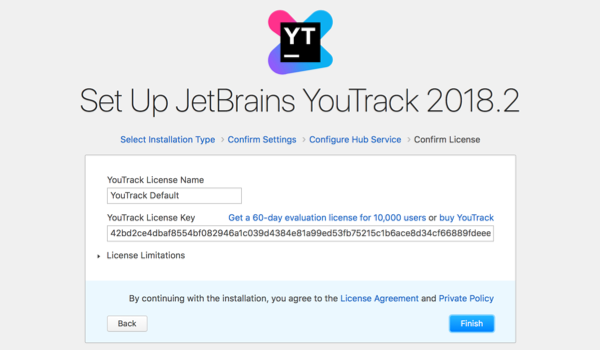 YT
Set Up JetBrains YouTrack 2018.2
Select Installation Type > Confirm Settings > Configure Hub Service > Confirm License
YouTrack License Name
YouTrack Default
YouTrack License Key Get a 60-day evaluation license for 10,000 users or buy YouTrack
42bd2ce4dbaf8554bf082946a1c039d4384e81a99ed53fb75215c1b6ace8d34cf66889fdeee
License Limitations
By continuing with the installation, you agree to the License Agreement and Private Policy
Back Finish